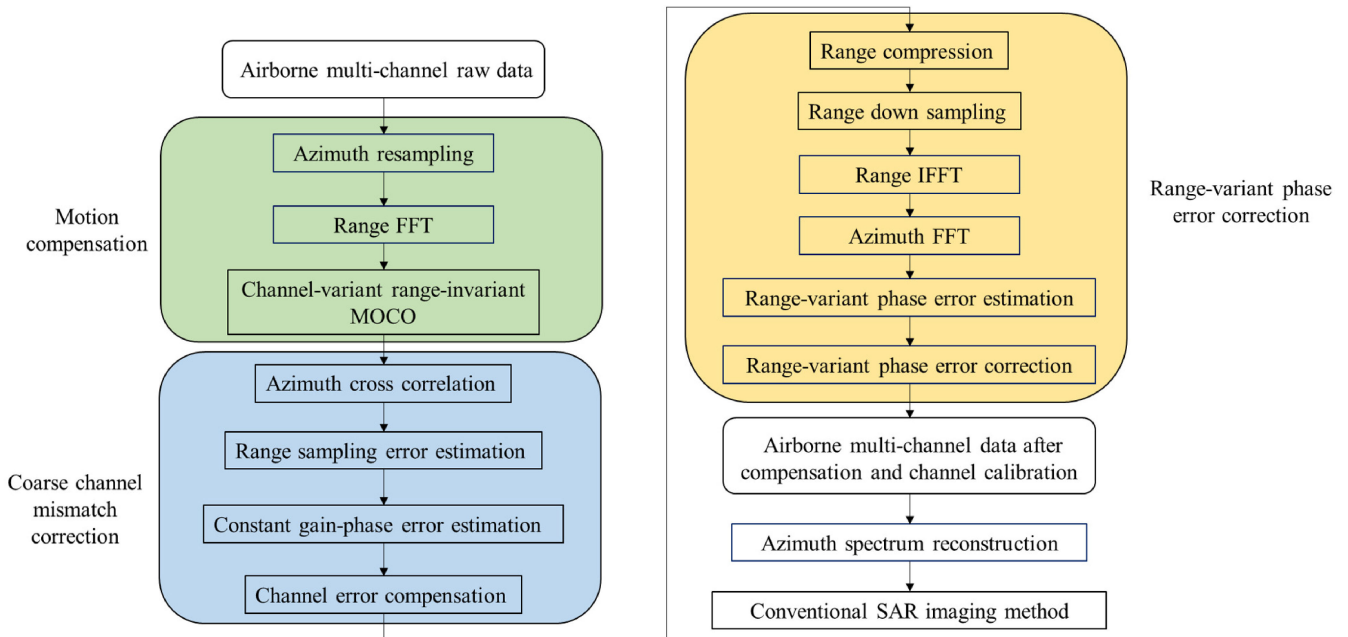 Airborne multi-channel raw data
Motion
compensation
Azimuth resampling
Range FFT
Channel-variant range-invariant
MOCO
Coarse channel
mismatch
correction
Azimuth cross correlation
Range sampling error estimation
Constant gain-phase error estimation
Channel error compensation
Range compression
Range down sampling
Range IFFT
Azimuth FFT
Range-variant phase error estimation
Range-variant phase error correction
Range-variant phase
error correction
Airborne multi-channel data after
compensation and channel calibration
Azimuth spectrum reconstruction
Conventional SAR imaging method